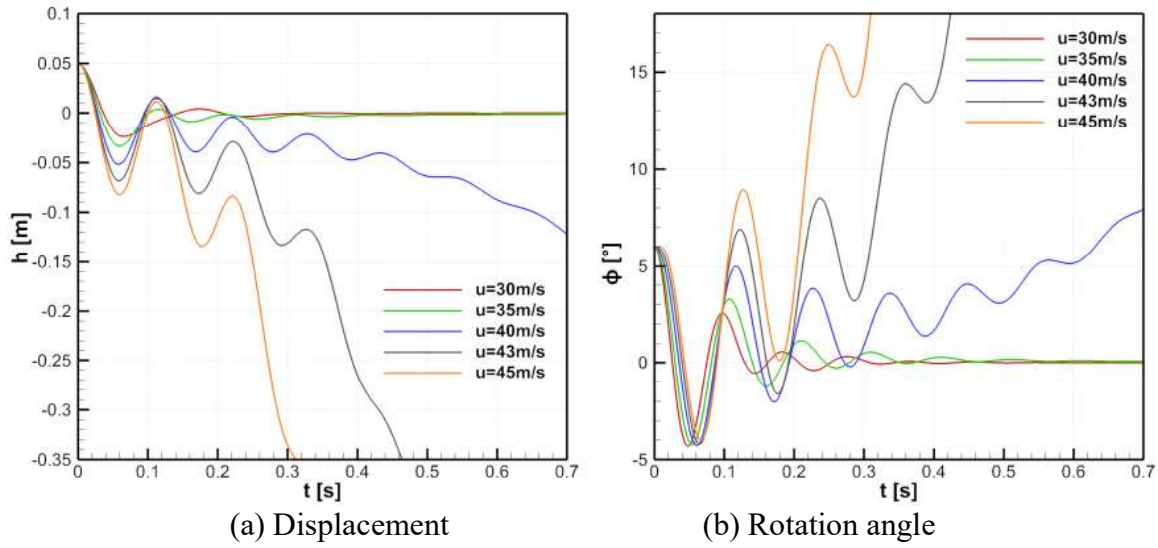 0.1
0.05
0
-0.05
-0.1
-0.15
-0.2
-0.25
-0.3
-0.35
h [m]
u=30m/s
u=35m/s
u=40m/s
u=43m/s
u=45m/s
0 0.1 0.2 0.3 0.4 0.5 0.6 0.7
t [s]
(a) Displacement
15
10
5
0
-5
ϕ [°]
u=30m/s
u=35m/s
u=40m/s
u=43m/s
u=45m/s
0 0.1 0.2 0.3 0.4 0.5 0.6 0.7
t [s]
(b) Rotation angle